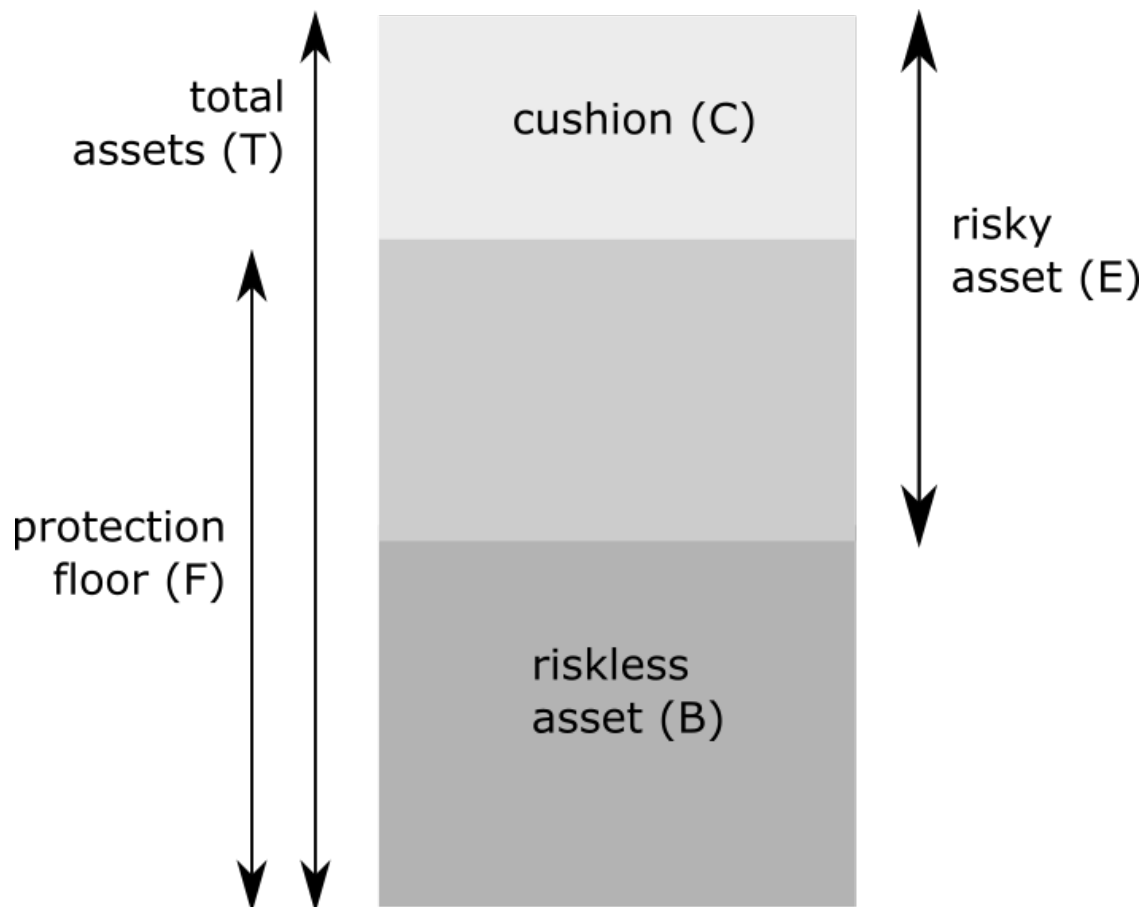 total
assets (T)
cushion (C)
risky
asset (E)
protection
floor (F)
riskless
asset (B)